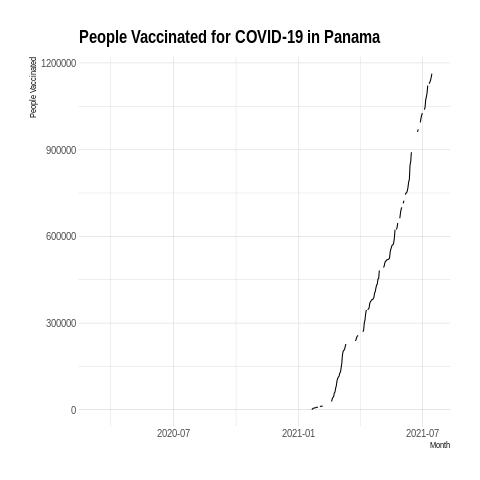 People Vaccinated for COVID-19 in Panama
People Vaccinated
1200000
900000
600000
300000
0
2020-07
2021-01
2021-07
Month